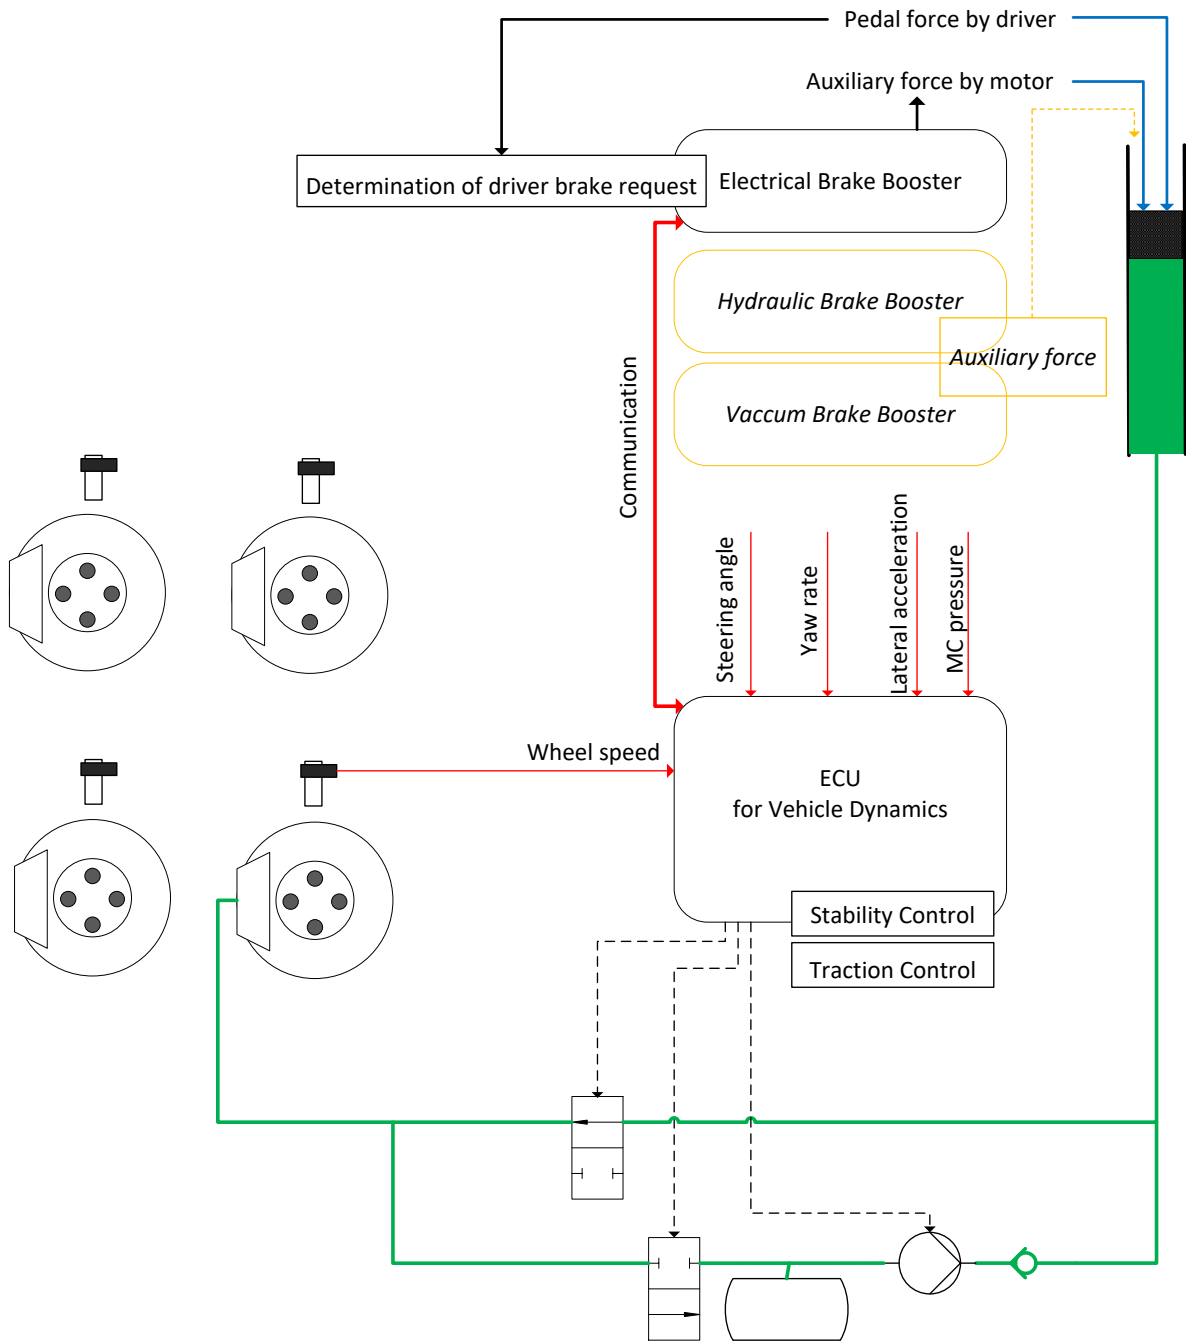 Pedal force by driver
Auxiliary force by motor
Determination of driver brake request
Electrical Brake Booster
Hydraulic Brake Booster
Auxiliary force
Vaccum Brake Booster
Communication
Steering angle
Yaw rate
Lateral acceleration
MC pressure
Wheel speed
ECU
for Vehicle Dynamics
Stability Control
Traction Control